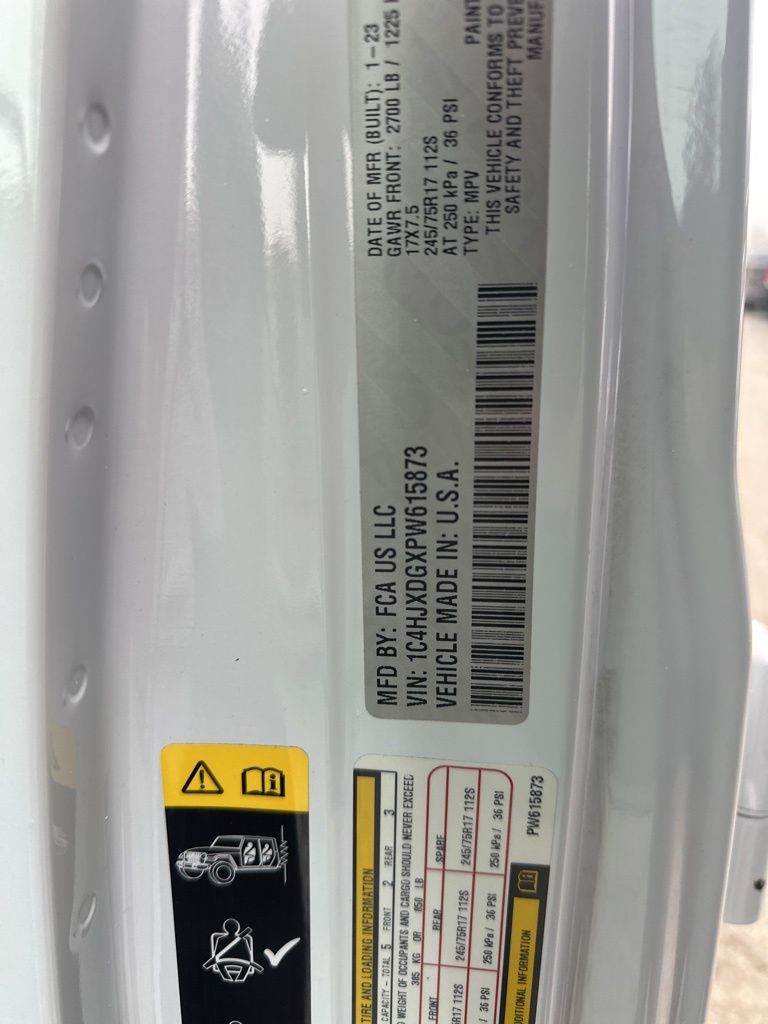 MFD BY: FCA US LLC
VIN: 1C4HJXDGXPW615873
VEHICLE MADE IN: U.S.A.
DATE OF MFR (BUILT): 1-23
GAWR FRONT: 2700 LB / 1225
17X7.5
245/75R17 112S
AT 250 kPa / 36 PSI
TYPE: MPV PAINT
THIS VEHICLE CONFORMS TO
SAFETY AND THEFT
MANUF
TIRE AND LOADING INFORMATION
CAPACITY - TOTAL 5 FRONT 2 REAR 3
WEIGHT OF OCCUPANTS AND CARGO SHOULD NEVER EXCEED
385 KG OR 850 LB
FRONT REAR SPARE
R17 112S 245/75R17 112S 245/75R17 112S
/ 36 PSI 250 kPa / 36 PSI 250 kPa / 36 PSI
INFORMATION
PW615873